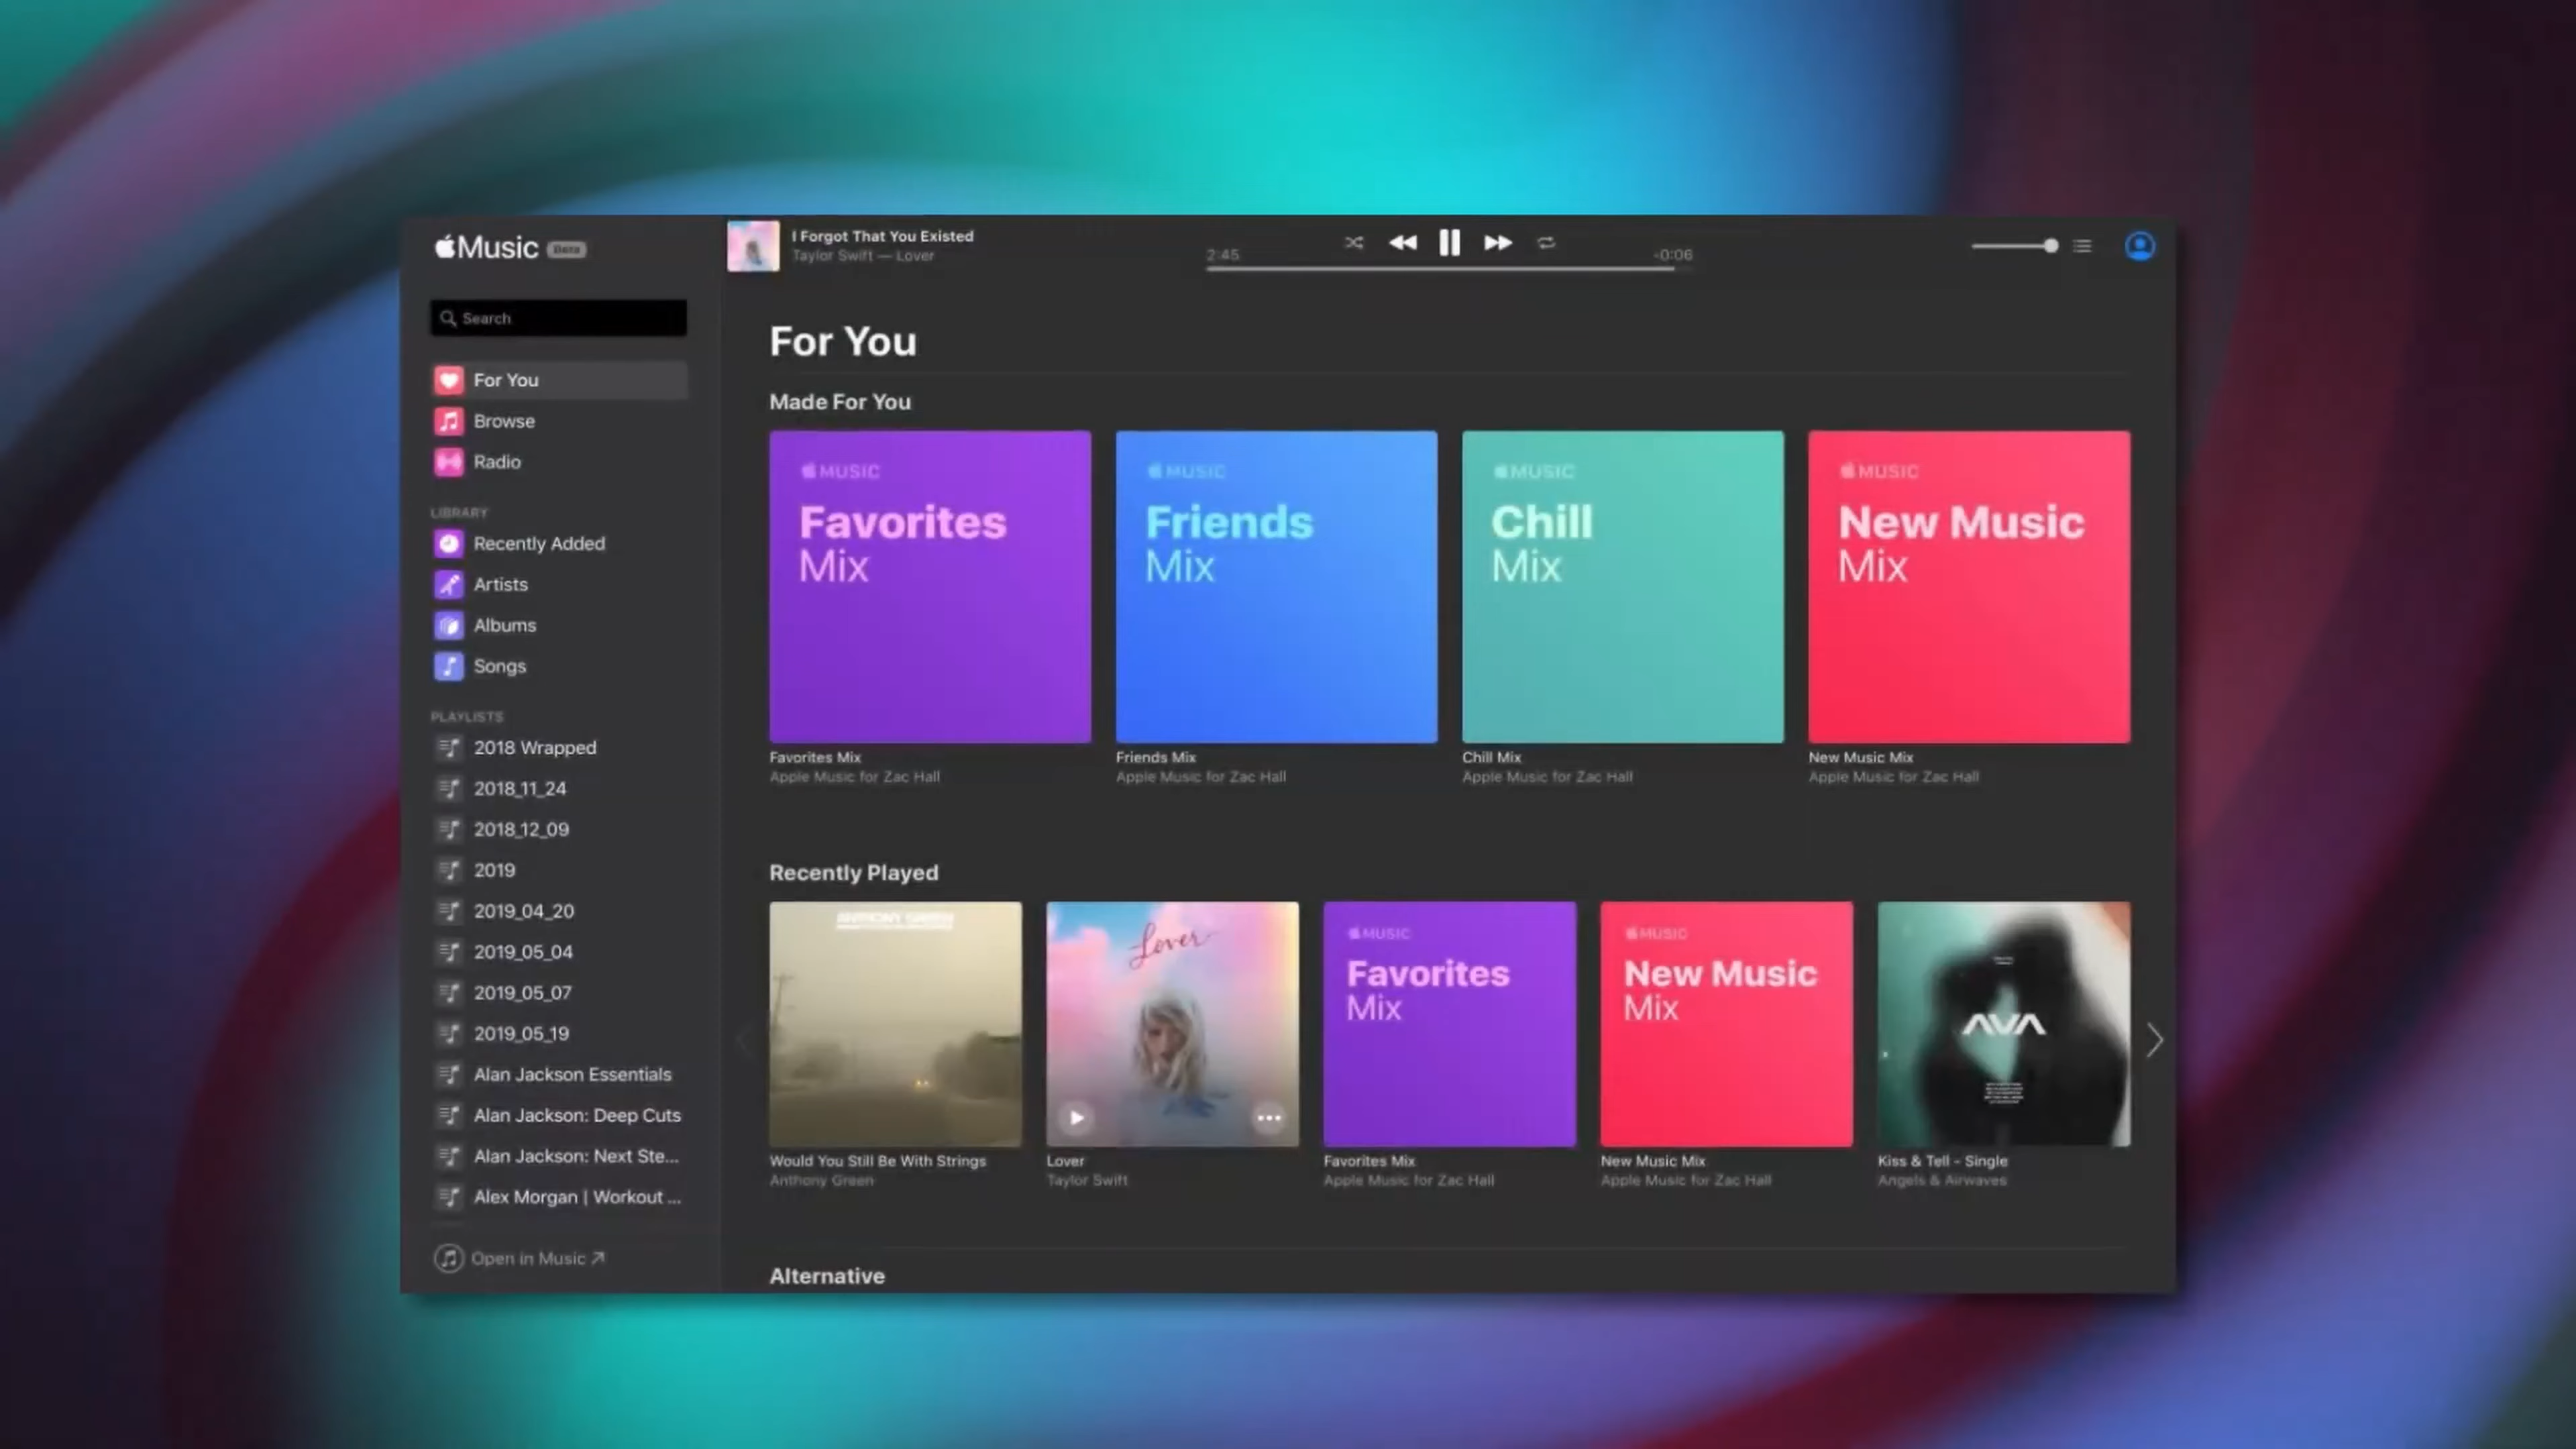 Music Beta
I Forgot That You Existed
Taylor Swift — Lover
2:45
-0:06
Search
For You
Browse
Radio
LIBRARY
Recently Added
Artists
Albums
Songs
PLAYLISTS
2018 Wrapped
2018_11_24
2018_12_09
2019
2019_04_20
2019_05_04
2019_05_07
2019_05_19
Alan Jackson Essentials
Alan Jackson: Deep Cuts
Alan Jackson: Next Ste...
Alex Morgan | Workout ...
Open in Music
For You
Made For You
MUSIC
Favorites
Mix
Favorites Mix
Apple Music for Zac Hall
MUSIC
Friends
Mix
Friends Mix
Apple Music for Zac Hall
MUSIC
Chill
Mix
Chill Mix
Apple Music for Zac Hall
MUSIC
New Music
Mix
New Music Mix
Apple Music for Zac Hall
Recently Played
ANTHONY GREEN
Would You Still Be With Strings
Anthony Green
Lover
Lover
Taylor Swift
MUSIC
Favorites
Mix
Favorites Mix
Apple Music for Zac Hall
MUSIC
New Music
Mix
New Music Mix
Apple Music for Zac Hall
AVA
Kiss & Tell - Single
Angels & Airwaves
Alternative